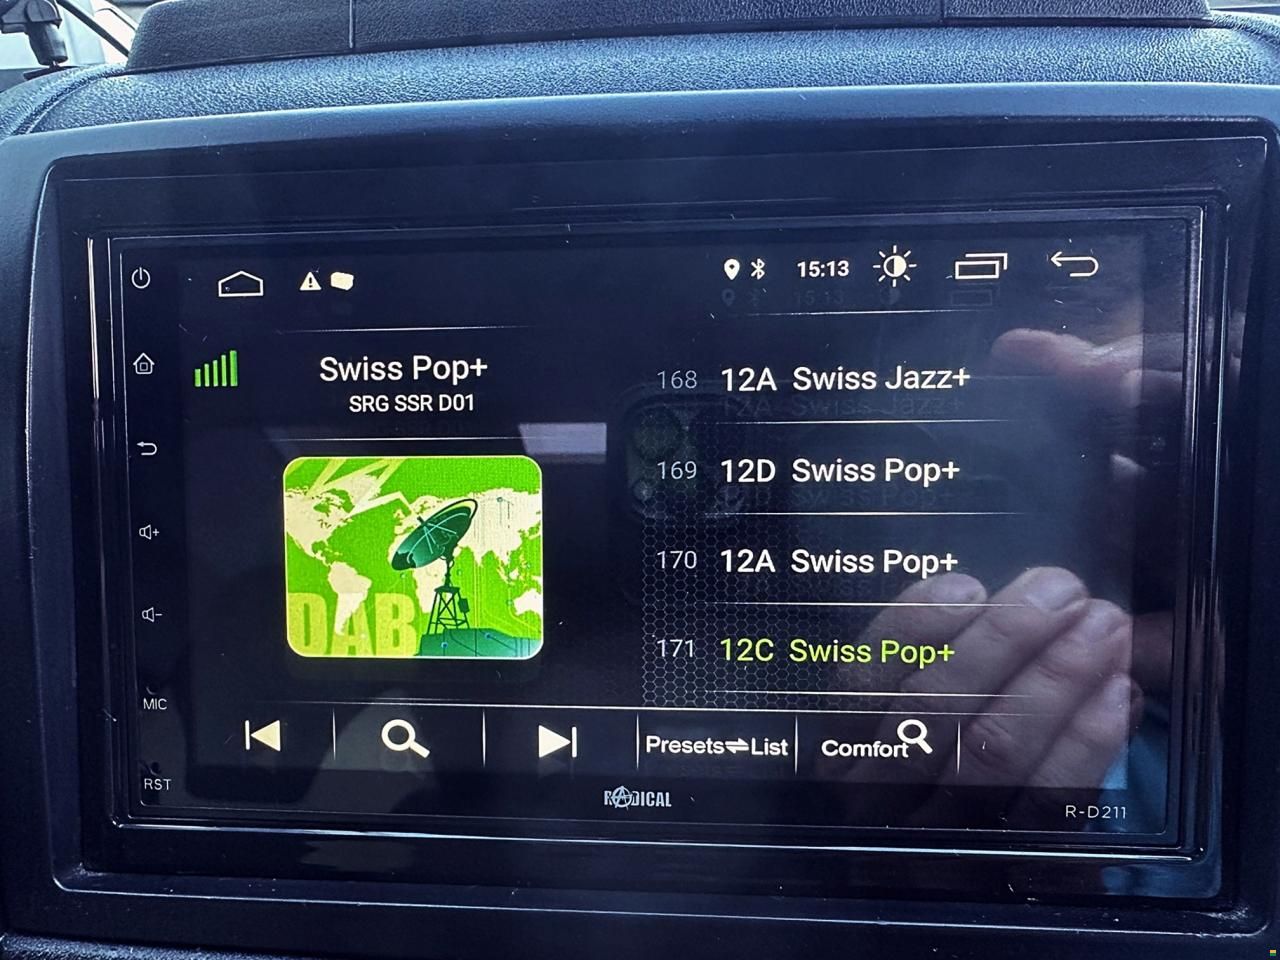 15:13
Swiss Pop+
SRG SSR D01
DAB
168 12A Swiss Jazz+
169 12D Swiss Pop+
170 12A Swiss Pop+
171 12C Swiss Pop+
Presets⇌List
Comfort
MIC
RST
RADICAL
R-D211